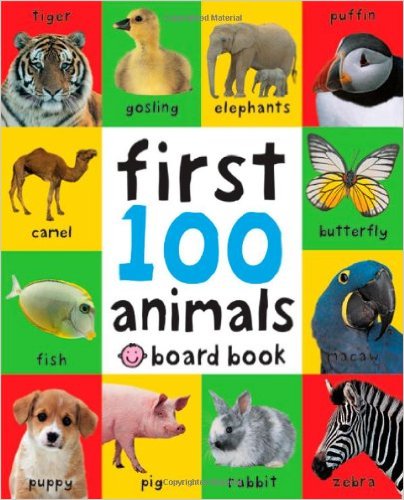 tiger
gosling
elephants
puffin
camel
first
100
animals
board book
butterfly
fish
macaw
puppy
pig
rabbit
zebra